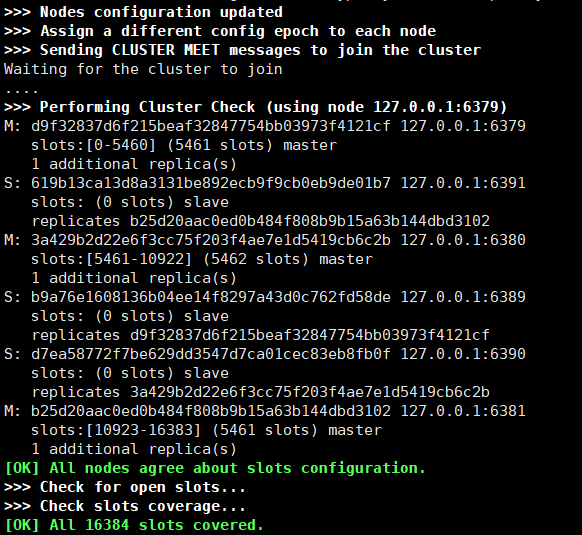 >>> Nodes configuration updated
>>> Assign a different config epoch to each node
>>> Sending CLUSTER MEET messages to join the cluster
Waiting for the cluster to join
....
>>> Performing Cluster Check (using node 127.0.0.1:6379)
M: d9f32837d6f215beaf32847754bb03973f4121cf 127.0.0.1:6379
   slots:[0-5460] (5461 slots) master
   1 additional replica(s)
S: 619b13ca13d8a3131be892ecb9f9cb0eb9de01b7 127.0.0.1:6391
   slots: (0 slots) slave
   replicates b25d20aac0ed0b484f808b9b15a63b144dbd3102
M: 3a429b2d22e6f3cc75f203f4ae7e1d5419cb6c2b 127.0.0.1:6380
   slots:[5461-10922] (5462 slots) master
   1 additional replica(s)
S: b9a76e1608136b04ee14f8297a43d0c762fd58de 127.0.0.1:6389
   slots: (0 slots) slave
   replicates d9f32837d6f215beaf32847754bb03973f4121cf
S: d7ea58772f7be629dd3547d7ca01cec83eb8fb0f 127.0.0.1:6390
   slots: (0 slots) slave
   replicates 3a429b2d22e6f3cc75f203f4ae7e1d5419cb6c2b
M: b25d20aac0ed0b484f808b9b15a63b144dbd3102 127.0.0.1:6381
   slots:[10923-16383] (5461 slots) master
   1 additional replica(s)
[OK] All nodes agree about slots configuration.
>>> Check for open slots...
>>> Check slots coverage...
[OK] All 16384 slots covered.